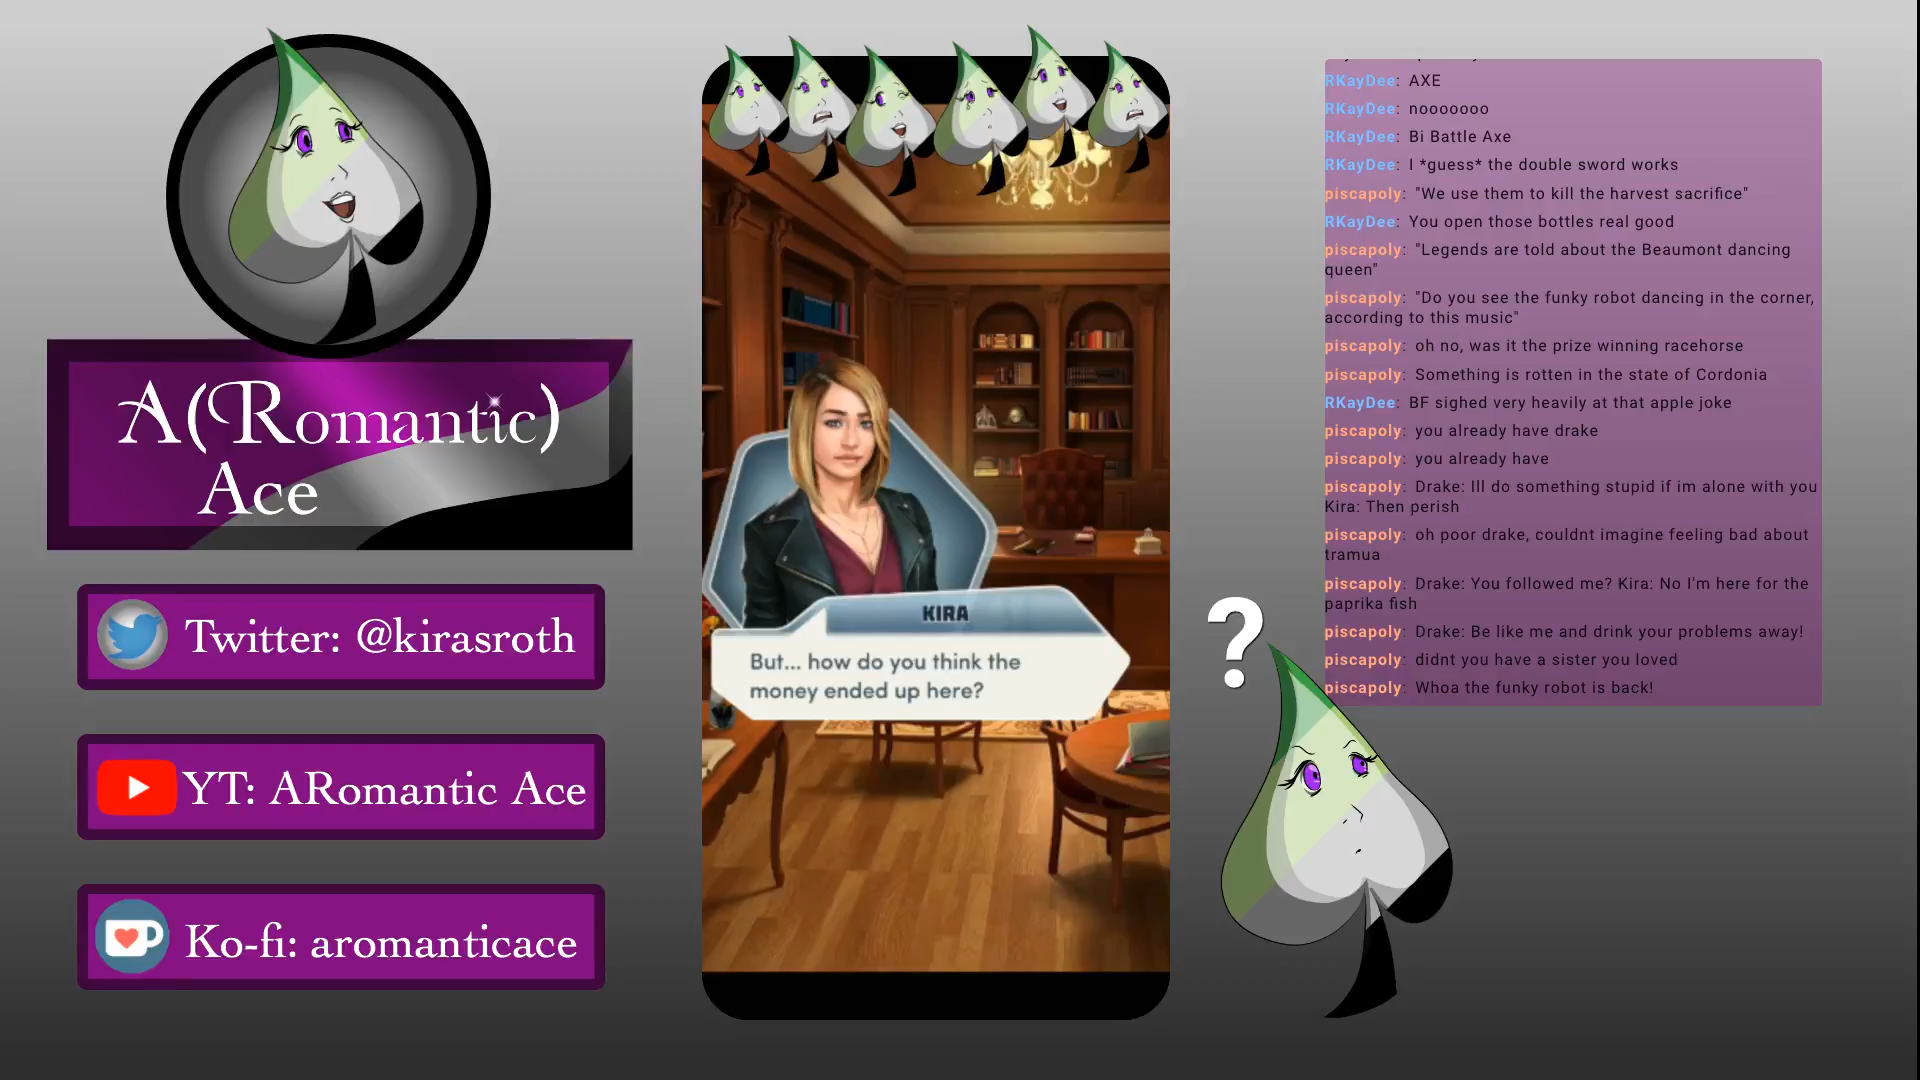 A(Romantic)
Ace
Twitter: @kirasroth
YT: ARomantic Ace
Ko-fi: aromanticace
KIRA
But... how do you think the
money ended up here?
?
RKayDee: AXE
RKayDee: nooooooo
RKayDee: Bi Battle Axe
RKayDee: I *guess* the double sword works
piscapoly: "We use them to kill the harvest sacrifice"
RKayDee: You open those bottles real good
piscapoly: "Legends are told about the Beaumont dancing
queen"
piscapoly: "Do you see the funky robot dancing in the corner,
according to this music"
piscapoly: oh no, was it the prize winning racehorse
piscapoly: Something is rotten in the state of Cordonia
RKayDee: BF sighed very heavily at that apple joke
piscapoly: you already have drake
piscapoly: you already have
piscapoly: Drake: Ill do something stupid if im alone with you
Kira: Then perish
piscapoly: oh poor drake, couldnt imagine feeling bad about
tramua
piscapoly: Drake: You followed me? Kira: No I'm here for the
paprika fish
piscapoly: Drake: Be like me and drink your problems away!
piscapoly: didnt you have a sister you loved
piscapoly: Whoa the funky robot is back!